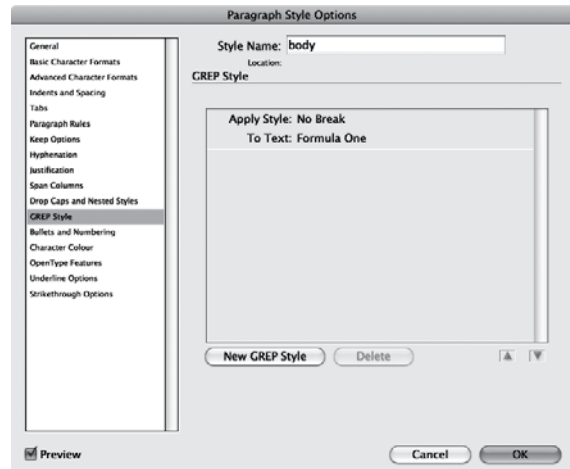 Paragraph Style Options
General
Basic Character Formats
Advanced Character Formats
Indents and Spacing
Tabs
Paragraph Rules
Keep Options
Hyphenation
Justification
Span Columns
Drop Caps and Nested Styles
GREP Style
Bullets and Numbering
Character Colour
OpenType Features
Underline Options
Strikethrough Options
Style Name: body
Location:
GREP Style
Apply Style: No Break
To Text: Formula One
New GREP Style Delete
Preview Cancel OK